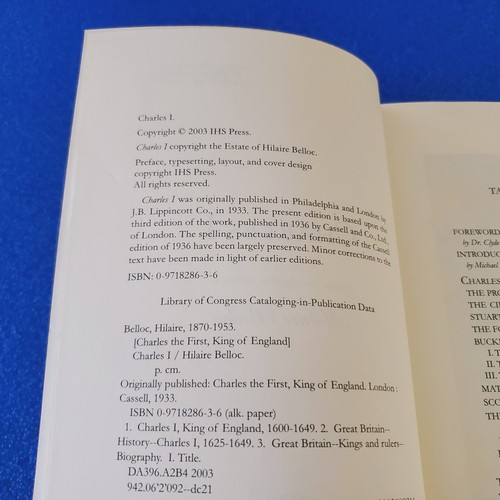 Charles I.
Copyright © 2003 IHS Press.
Charles I copyright the Estate of Hilaire Belloc.
Preface, typesetting, layout, and cover design
copyright IHS Press.
All rights reserved.
Charles I was originally published in Philadelphia and London by
J.B. Lippincott Co., in 1933. The present edition is based upon the
third edition of the work, published in 1936 by Cassell and Co., Ltd.,
of London. The spelling, punctuation, and formatting of the Cassell
edition of 1936 have been largely preserved. Minor corrections to the
text have been made in light of earlier editions.
ISBN: 0-9718286-3-6
Library of Congress Cataloging-in-Publication Data
Belloc, Hilaire, 1870-1953.
[Charles the First, King of England]
Charles I / Hilaire Belloc.
p. cm.
Originally published: Charles the First, King of England. London :
Cassell, 1933.
ISBN 0-9718286-3-6 (alk. paper)
1. Charles I, King of England, 1600-1649. 2. Great Britain--
History--Charles I, 1625-1649. 3. Great Britain--Kings and rulers--
Biography. I. Title.
DA396.A2B4 2003
942.06'2'092--dc21
TA
FOREWORD
by Dr. Clyde
INTRODUC
by Michael
CHARLES
THE PRO
THE CI
STUAR
THE FO
BUCK
I. T
II. T
III.
MAT
SCO
TH